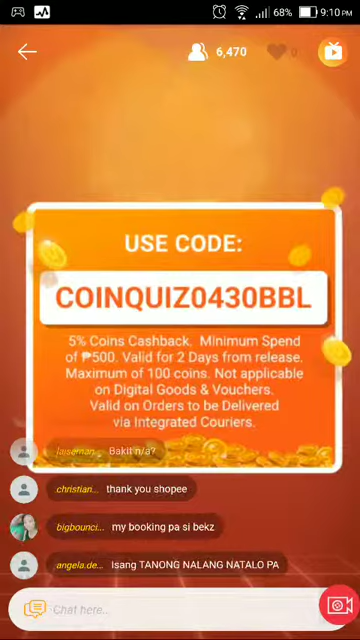 68% 9:10 PM
6,470 0
USE CODE:
COINQUIZ0430BBL
5% Coins Cashback. Minimum Spend
of ₱500. Valid for 2 Days from release.
Maximum of 100 coins. Not applicable
on Digital Goods & Vouchers.
Valid on Orders to be Delivered
via Integrated Couriers.
Bakit n/a?
christian... thank you shopee
bigbounci... my booking pa si bekz
angela.de... Isang TANONG NALANG NATALO PA
Chat here..